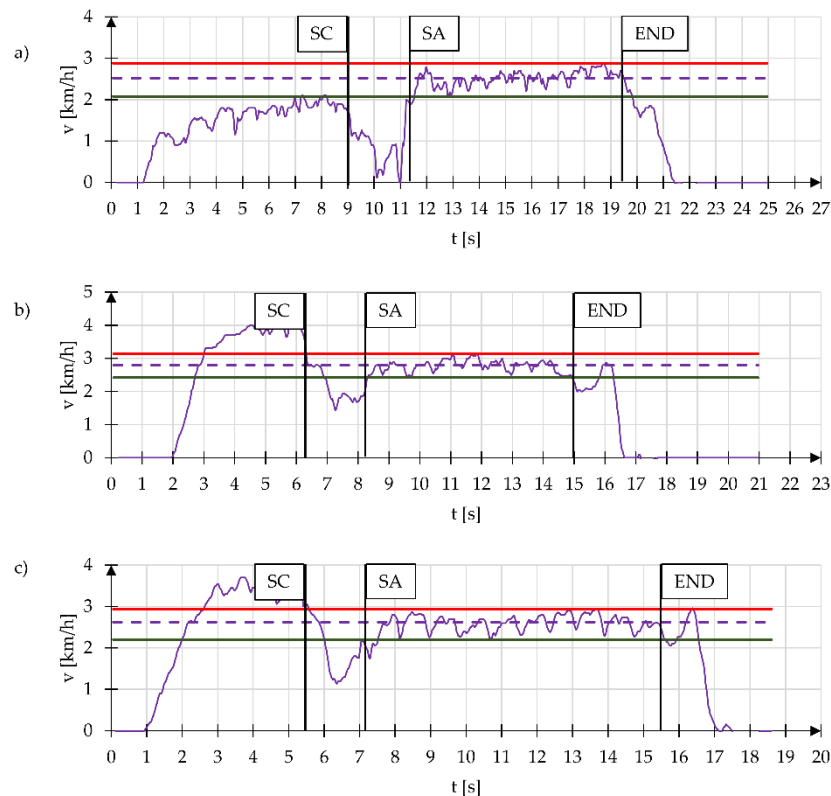 a)
SC SA END
v [km/h]
3
2
1
0
0 1 2 3 4 5 6 7 8 9 10 11 12 13 14 15 16 17 18 19 20 21 22 23 24 25 26 27
t [s]
b)
SC SA END
v [km/h]
5
4
3
2
1
0
0 1 2 3 4 5 6 7 8 9 10 11 12 13 14 15 16 17 18 19 20 21 22 23
t [s]
c)
SC SA END
v [km/h]
4
3
2
1
0
0 1 2 3 4 5 6 7 8 9 10 11 12 13 14 15 16 17 18 19 20
t [s]